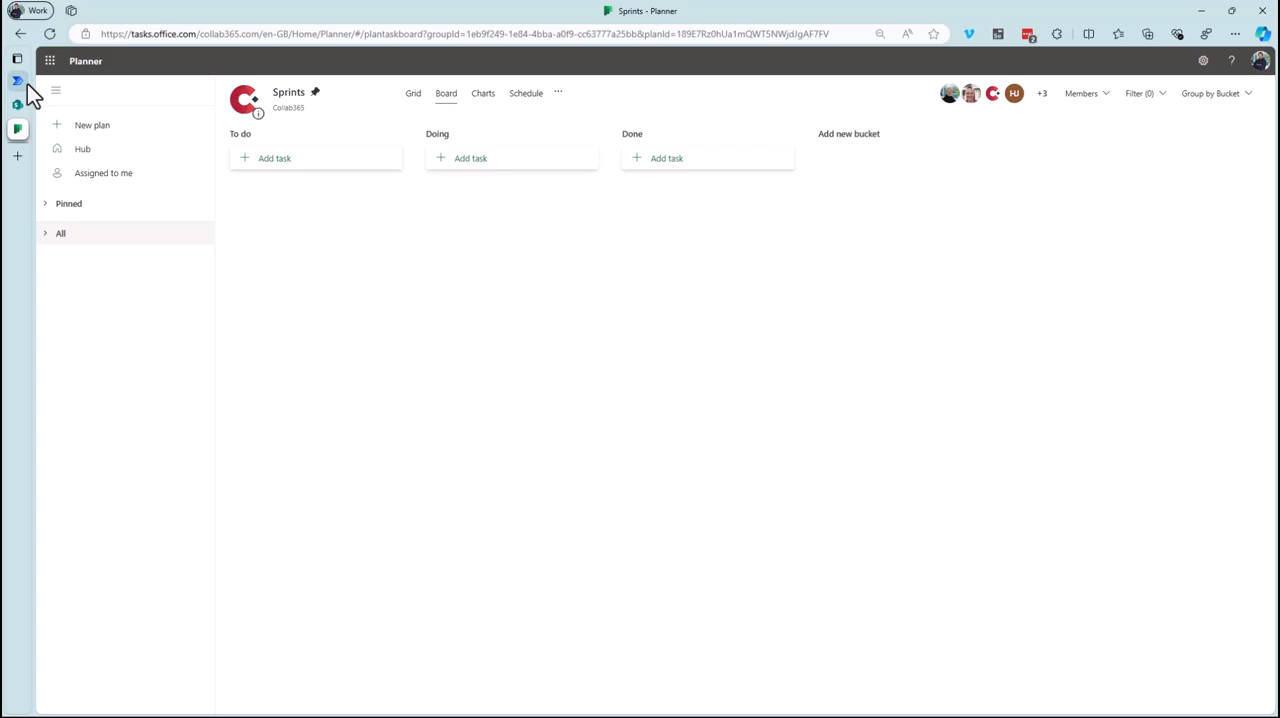 Work
Sprints - Planner
https://tasks.office.com/collab365.com/en-GB/Home/Planner/#/plantaskboard?groupId=1eb9f249-1e84-4bba-a0f9-cc63777a25bb&planId=189E7Rz0hUa1mQWT5NWjdJgAF7FV
2
Planner
New plan
Hub
Assigned to me
Pinned
All
Sprints
Collab365
Grid
Board
Charts
Schedule
HJ
+3
Members
Filter (0)
Group by Bucket
To do
Doing
Done
Add new bucket
Add task
Add task
Add task